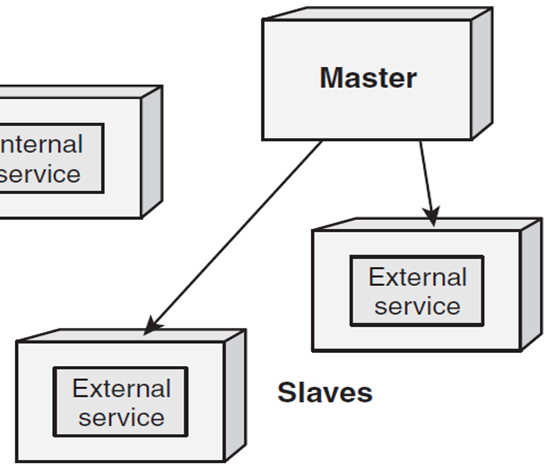 Master
nternal
service
External
service
External
service
Slaves